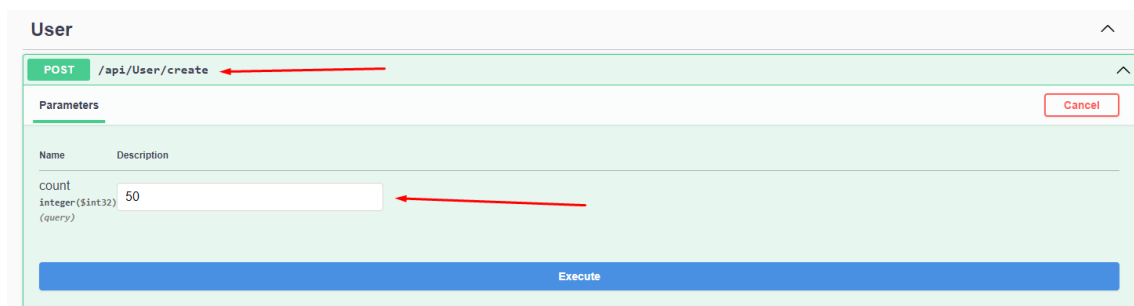 User
POST /api/User/create
Parameters Cancel
Name Description
count
integer($int32) 50
(query)
Execute